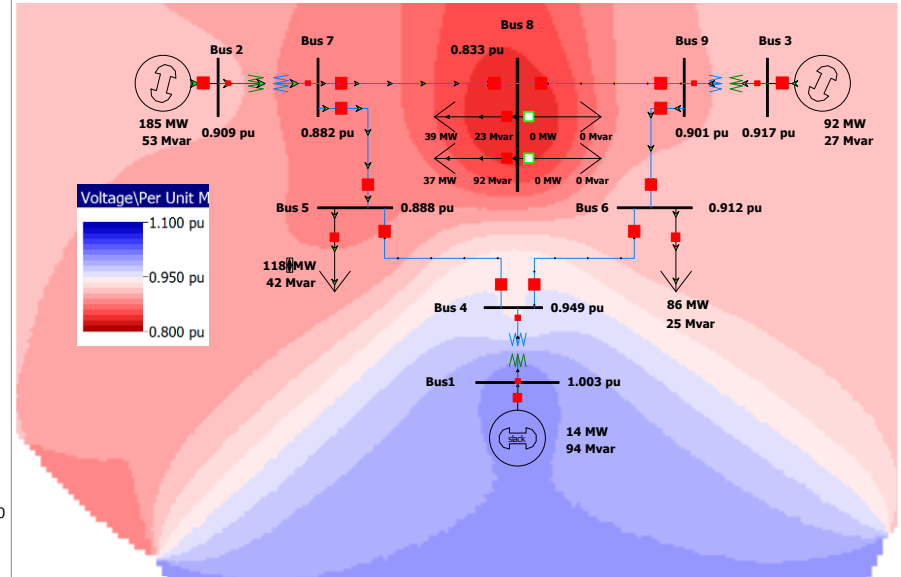 Bus 8
Bus 2
Bus 7
0.833 pu
Bus 9
Bus 3
185 MW
53 Mvar
0.909 pu
0.882 pu
39 MW
23 Mvar
0 MW
0 Mvar
0.901 pu
0.917 pu
92 MW
27 Mvar
37 MW
92 Mvar
0 MW
0 Mvar
Voltage\Per Unit M
1.100 pu
0.950 pu
0.800 pu
Bus 5
0.888 pu
Bus 6
0.912 pu
118 MW
42 Mvar
86 MW
25 Mvar
Bus 4
0.949 pu
Bus1
1.003 pu
slack
14 MW
94 Mvar
0